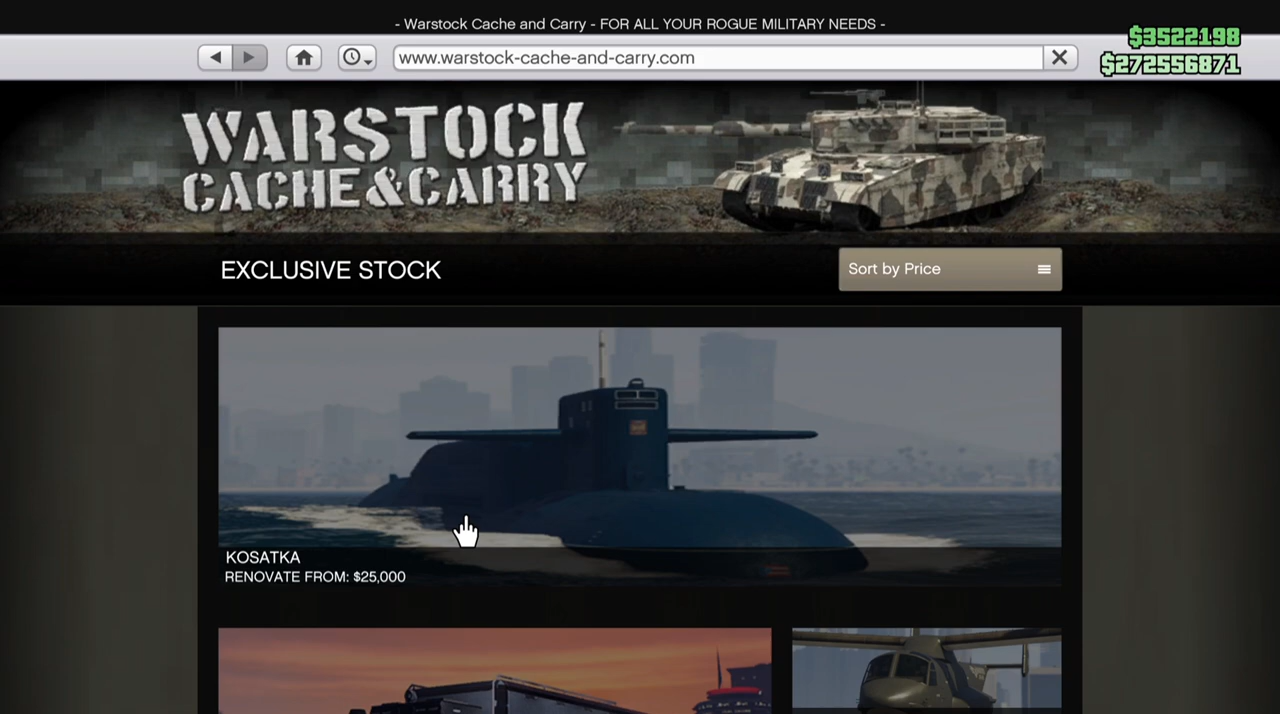 - Warstock Cache and Carry - FOR ALL YOUR ROGUE MILITARY NEEDS -
$3522198
www.warstock-cache-and-carry.com
$272556871
WARSTOCK
CACHE&CARRY
EXCLUSIVE STOCK
Sort by Price
KOSATKA
RENOVATE FROM: $25,000